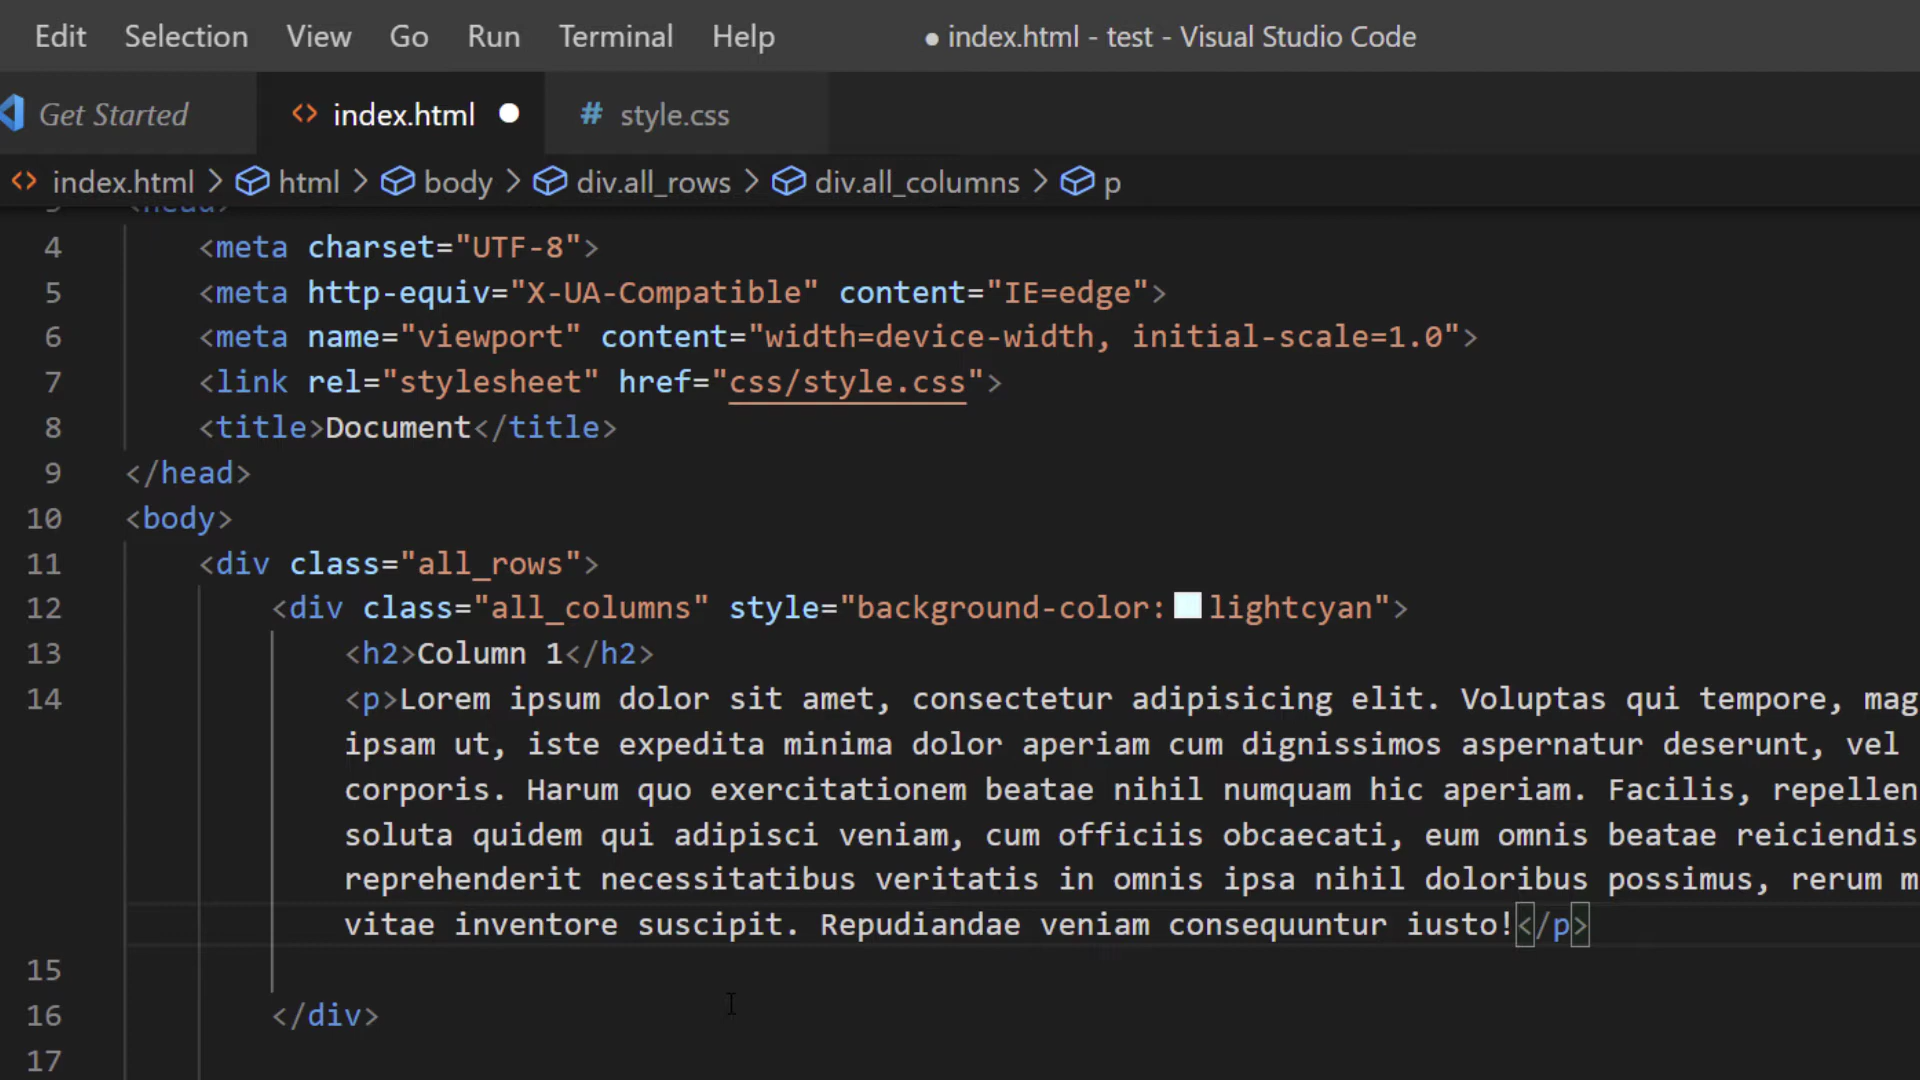 Edit Selection View Go Run Terminal Help ● index.html - test - Visual Studio Code
Get Started <> index.html ● # style.css
<> index.html > html > body > div.all_rows > div.all_columns > p
3 <head>
4 <meta charset="UTF-8">
5 <meta http-equiv="X-UA-Compatible" content="IE=edge">
6 <meta name="viewport" content="width=device-width, initial-scale=1.0">
7 <link rel="stylesheet" href="css/style.css">
8 <title>Document</title>
9 </head>
10 <body>
11 <div class="all_rows">
12 <div class="all_columns" style="background-color:lightcyan">
13 <h2>Column 1</h2>
14 <p>Lorem ipsum dolor sit amet, consectetur adipisicing elit. Voluptas qui tempore, mag
ipsam ut, iste expedita minima dolor aperiam cum dignissimos aspernatur deserunt, vel
corporis. Harum quo exercitationem beatae nihil numquam hic aperiam. Facilis, repellen
soluta quidem qui adipisci veniam, cum officiis obcaecati, eum omnis beatae reiciendis
reprehenderit necessitatibus veritatis in omnis ipsa nihil doloribus possimus, rerum m
vitae inventore suscipit. Repudiandae veniam consequuntur iusto!</p>
15
16 </div>
17